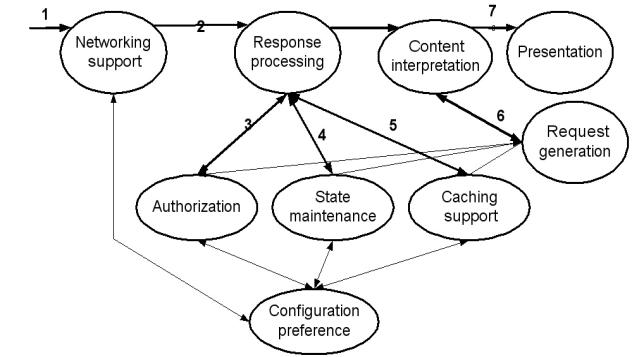 1
2
7
Networking
support
Response
processing
Content
interpretation
Presentation
3
4
5
6
Request
generation
Authorization
State
maintenance
Caching
support
Configuration
preference